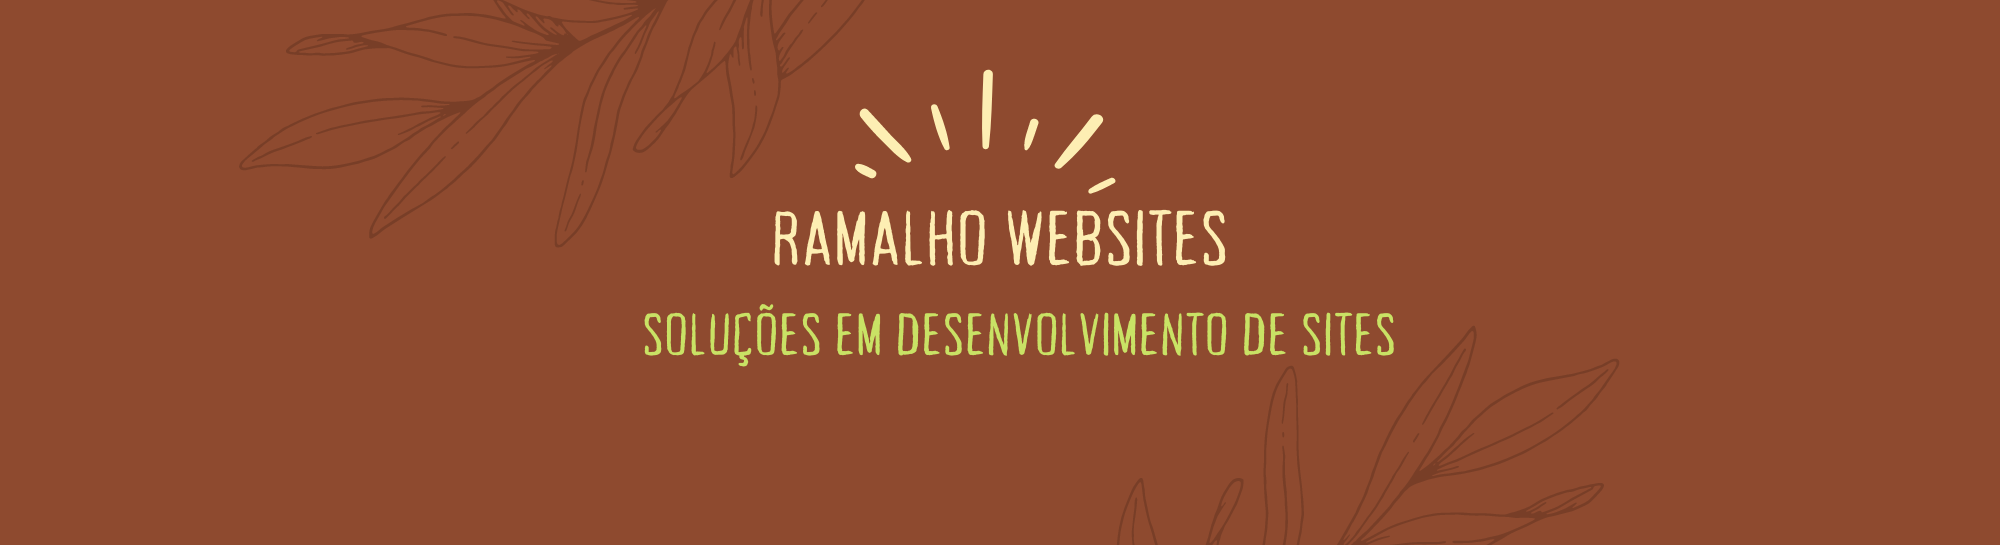 RAMALHO WEBSITES
SOLUÇÕES EM DESENVOLVIMENTO DE SITES